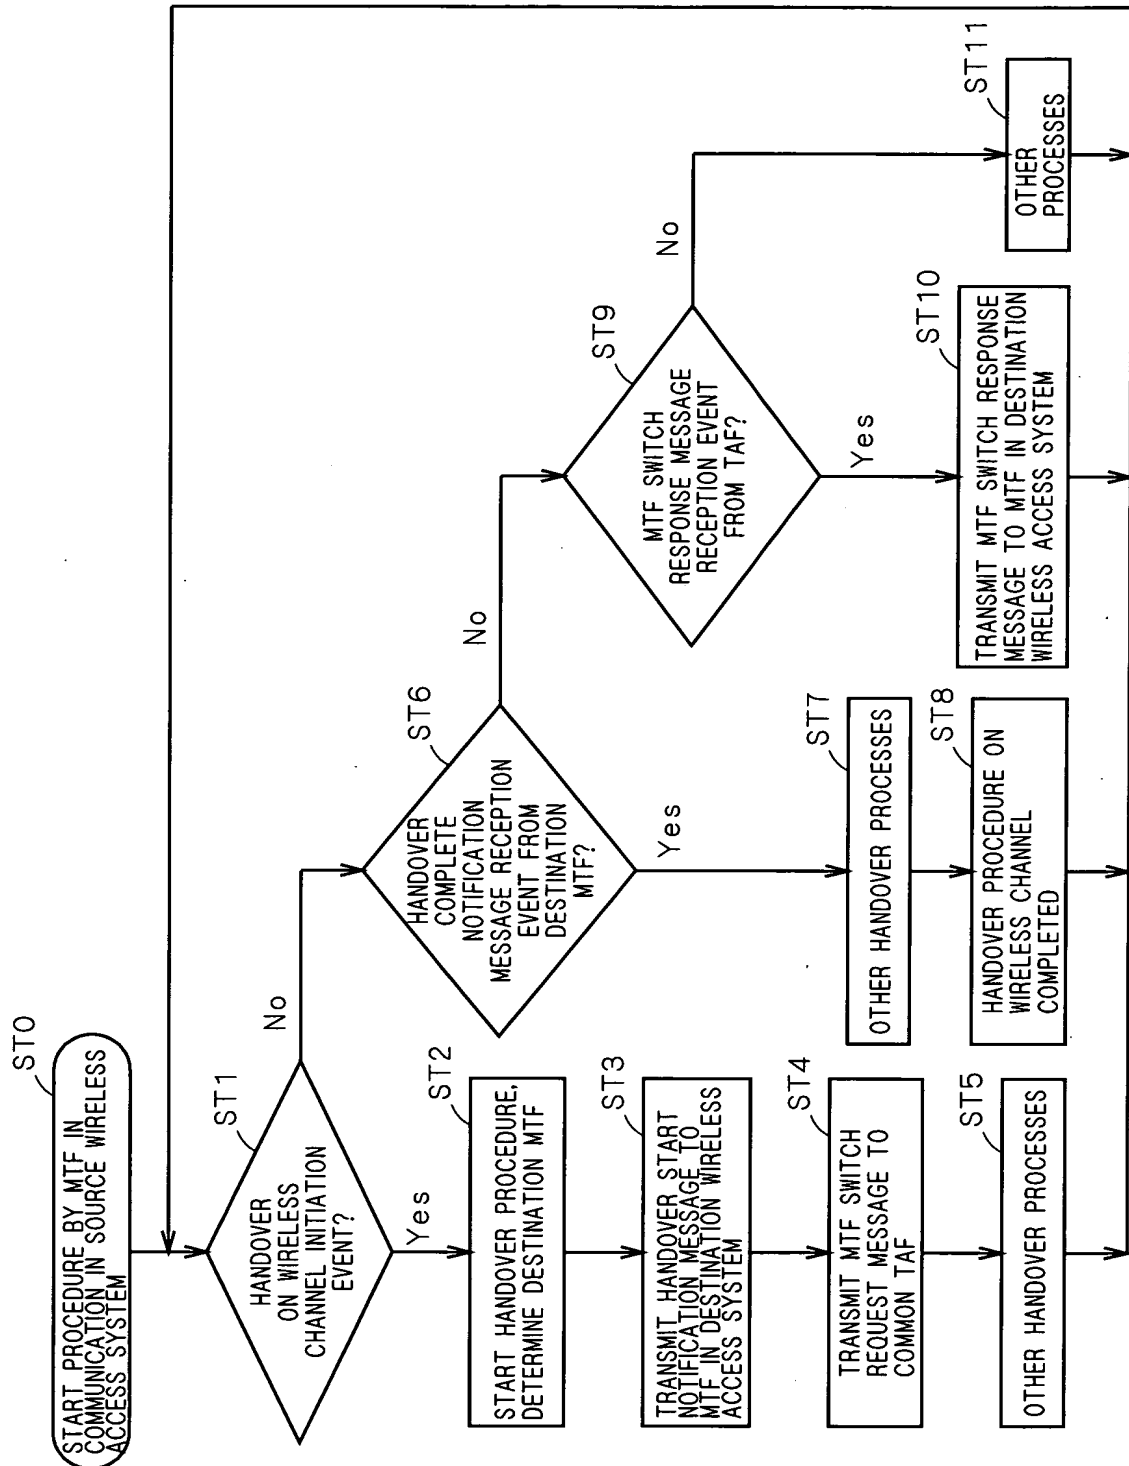 ST0
START PROCEDURE BY MTF IN
COMMUNICATION IN SOURCE WIRELESS
ACCESS SYSTEM
ST1
HANDOVER
ON WIRELESS
CHANNEL INITIATION
EVENT?
No
Yes
ST2
START HANDOVER PROCEDURE,
DETERMINE DESTINATION MTF
ST3
TRANSMIT HANDOVER START
NOTIFICATION MESSAGE TO
MTF IN DESTINATION WIRELESS
ACCESS SYSTEM
ST4
TRANSMIT MTF SWITCH
REQUEST MESSAGE TO
COMMON TAF
ST5
OTHER HANDOVER PROCESSES
ST6
HANDOVER
COMPLETE
NOTIFICATION
MESSAGE RECEPTION
EVENT FROM
DESTINATION
MTF?
No
Yes
ST7
OTHER HANDOVER PROCESSES
ST8
HANDOVER PROCEDURE ON
WIRELESS CHANNEL
COMPLETED
ST9
MTF SWITCH
RESPONSE MESSAGE
RECEPTION EVENT
FROM TAF?
No
Yes
ST10
TRANSMIT MTF SWITCH RESPONSE
MESSAGE TO MTF IN DESTINATION
WIRELESS ACCESS SYSTEM
ST11
OTHER
PROCESSES